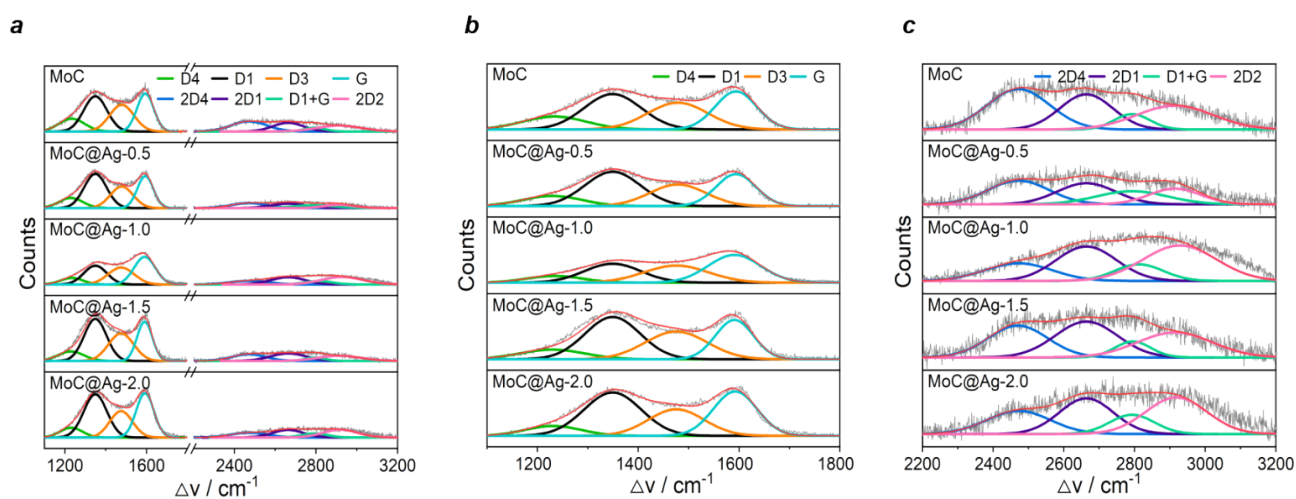 a
MoC
D4 D1 D3 G
2D4 2D1 D1+G 2D2
MoC@Ag-0.5
MoC@Ag-1.0
MoC@Ag-1.5
MoC@Ag-2.0
Counts
1200 1600 2400 2800 3200
Δv / cm-1
b
MoC
D4 D1 D3 G
MoC@Ag-0.5
MoC@Ag-1.0
MoC@Ag-1.5
MoC@Ag-2.0
Counts
1200 1400 1600 1800
Δv / cm-1
c
MoC
2D4 2D1 D1+G 2D2
MoC@Ag-0.5
MoC@Ag-1.0
MoC@Ag-1.5
MoC@Ag-2.0
Counts
2200 2400 2600 2800 3000 3200
Δv / cm-1